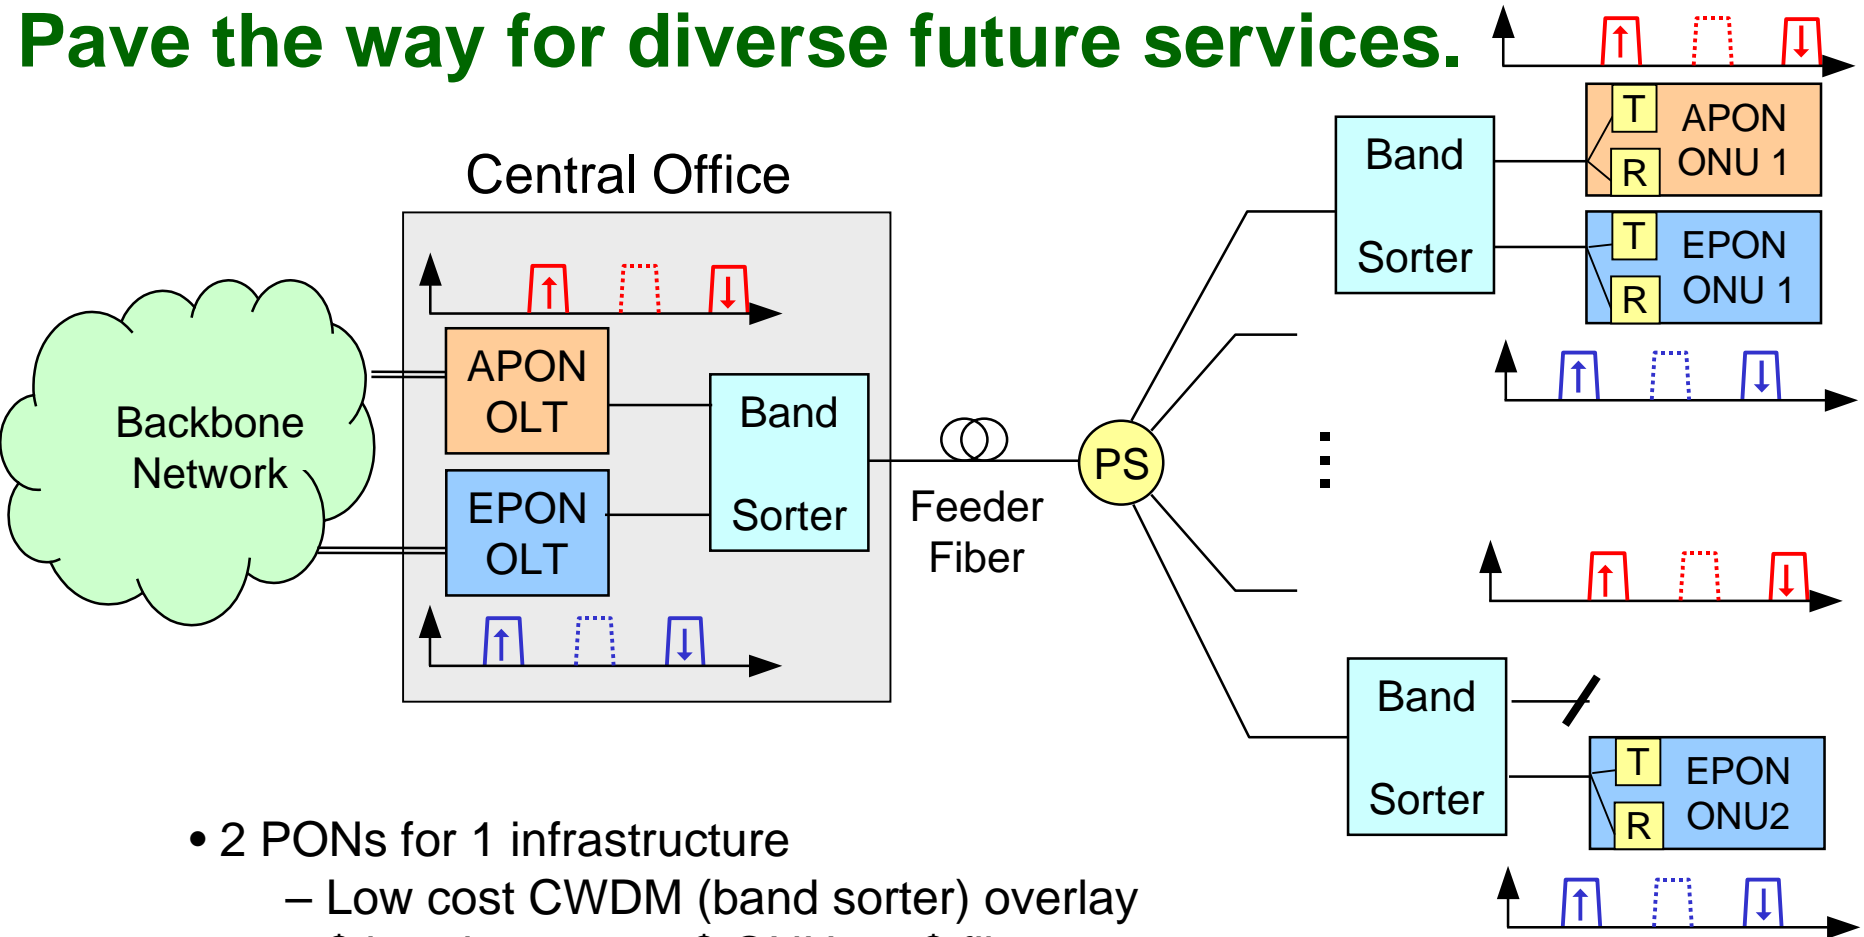 Pave the way for diverse future services.
Central Office
Backbone
Network
APON
OLT
EPON
OLT
Band
Sorter
Feeder
Fiber
PS
Band
Sorter
T
R
APON
ONU 1
T
R
EPON
ONU 1
Band
Sorter
T
R
EPON
ONU2
• 2 PONs for 1 infrastructure
– Low cost CWDM (band sorter) overlay